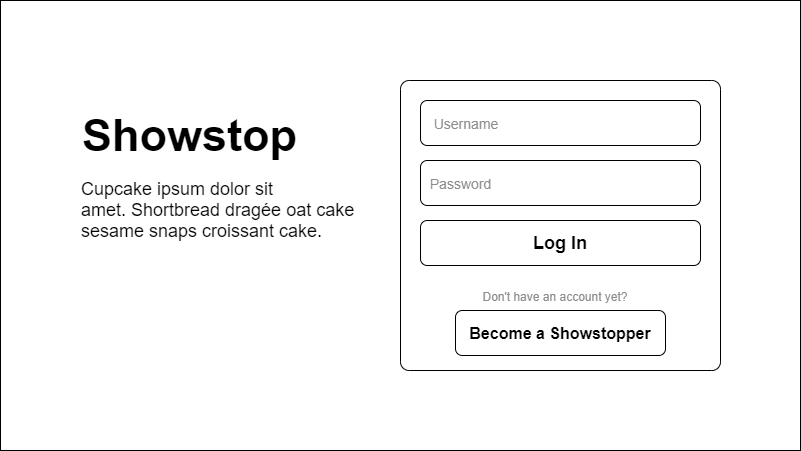 Showstop
Cupcake ipsum dolor sit
amet. Shortbread dragée oat cake
sesame snaps croissant cake.
Username
Password
Log In
Don't have an account yet?
Become a Showstopper